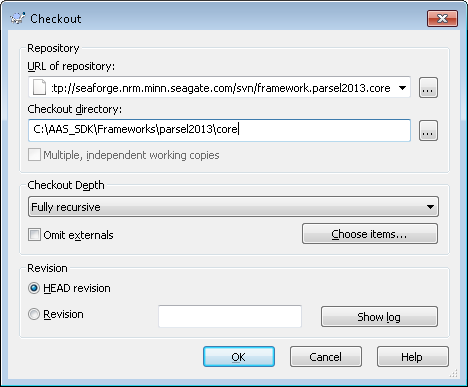 Checkout
Repository
URL of repository:
:tp://seaforge.nrm.minn.seagate.com/svn/framework.parsel2013.core
...
Checkout directory:
C:\AAS_SDK\Frameworks\parsel2013\core
...
Multiple, independent working copies
Checkout Depth
Fully recursive
Omit externals
Choose items...
Revision
HEAD revision
Revision
Show log
OK
Cancel
Help